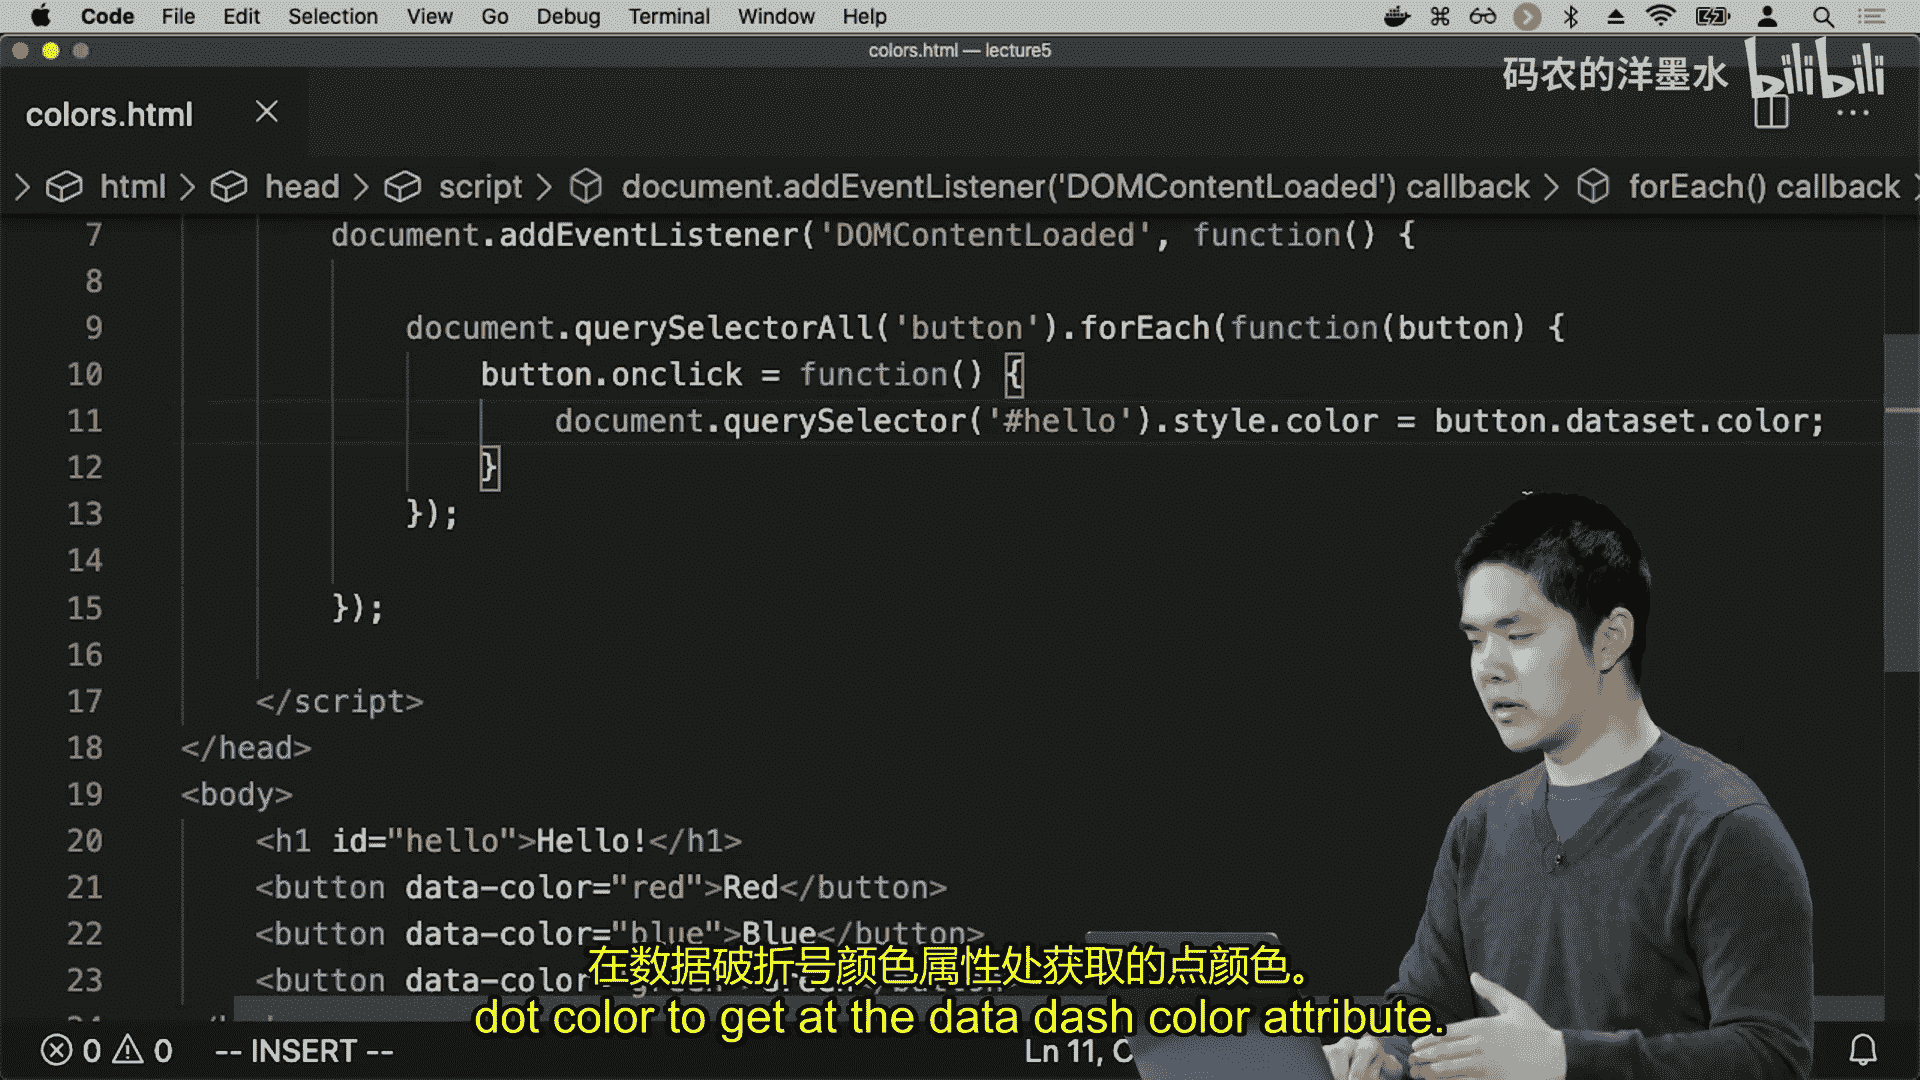 Code File Edit Selection View Go Debug Terminal Window Help
colors.html — lecture5
码农的洋墨水 bilibili
colors.html
html head script document.addEventListener('DOMContentLoaded') callback forEach() callback
7 document.addEventListener('DOMContentLoaded', function() {
8
9 document.querySelectorAll('button').forEach(function(button) {
10 button.onclick = function() {
11 document.querySelector('#hello').style.color = button.dataset.color;
12 }
13 });
14
15 });
16
17 </script>
18 </head>
19 <body>
20 <h1 id="hello">Hello!</h1>
21 <button data-color="red">Red</button>
22 <button data-color="blue">Blue</button>
23 <button data-color=
在数据破折号颜色属性处获取的点颜色。
dot color to get at the data dash color attribute.
0 0 -- INSERT -- Ln 11,